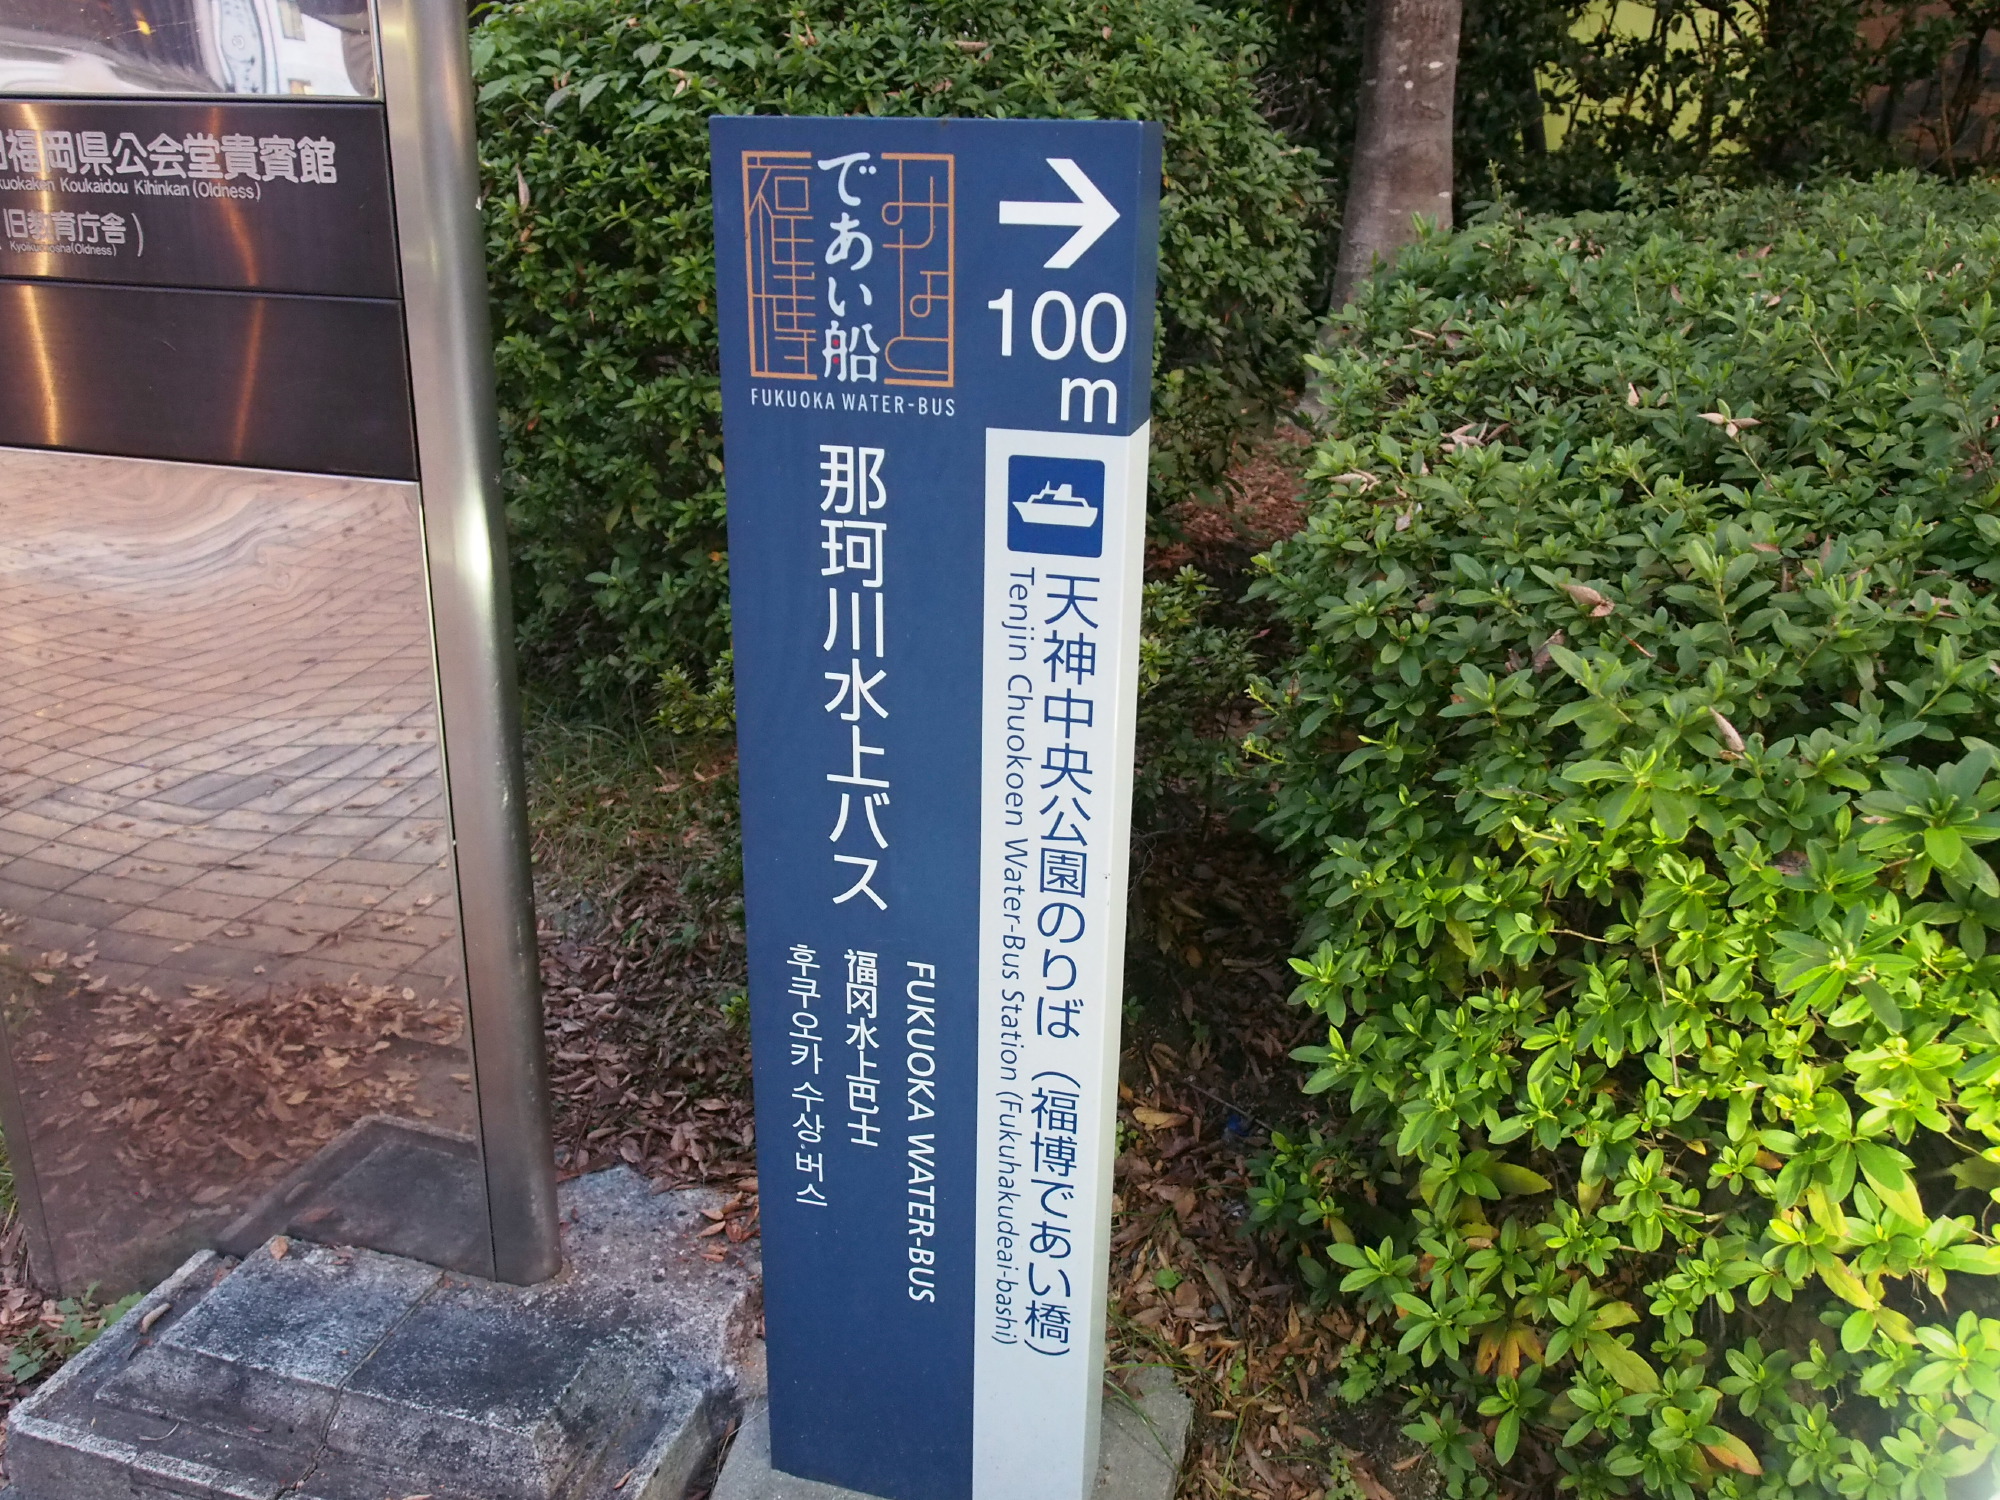 福岡県公会堂貴賓館
Koukaidou Kihinkan (Oldness)
旧教育庁舎)
(Oldness)
みなと
であい船
福博
FUKUOKA WATER-BUS
→
100
m
那珂川水上バス
FUKUOKA WATER-BUS
福冈水上巴士
후쿠오카 수상 버스
天神中央公園のりば (福博であい橋)
Tenjin Chuokoen Water-Bus Station (Fukuhakudeai-bashi)